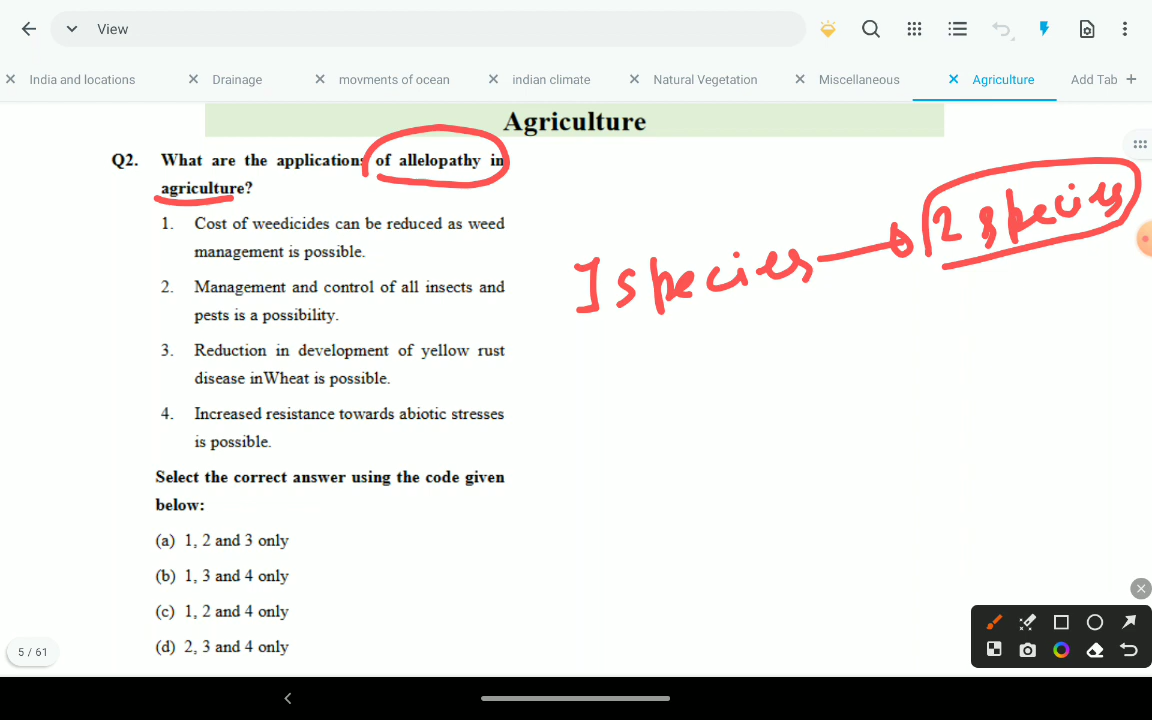 View
India and locations
Drainage
movments of ocean
indian climate
Natural Vegetation
Miscellaneous
Agriculture
Add Tab +
Agriculture
Q2. What are the applications of allelopathy in
agriculture?
1. Cost of weedicides can be reduced as weed
management is possible.
2. Management and control of all insects and
pests is a possibility.
3. Reduction in development of yellow rust
disease inWheat is possible.
4. Increased resistance towards abiotic stresses
is possible.
Select the correct answer using the code given
below:
(a) 1, 2 and 3 only
(b) 1, 3 and 4 only
(c) 1, 2 and 4 only
(d) 2, 3 and 4 only
1 species
2 species
5 / 61